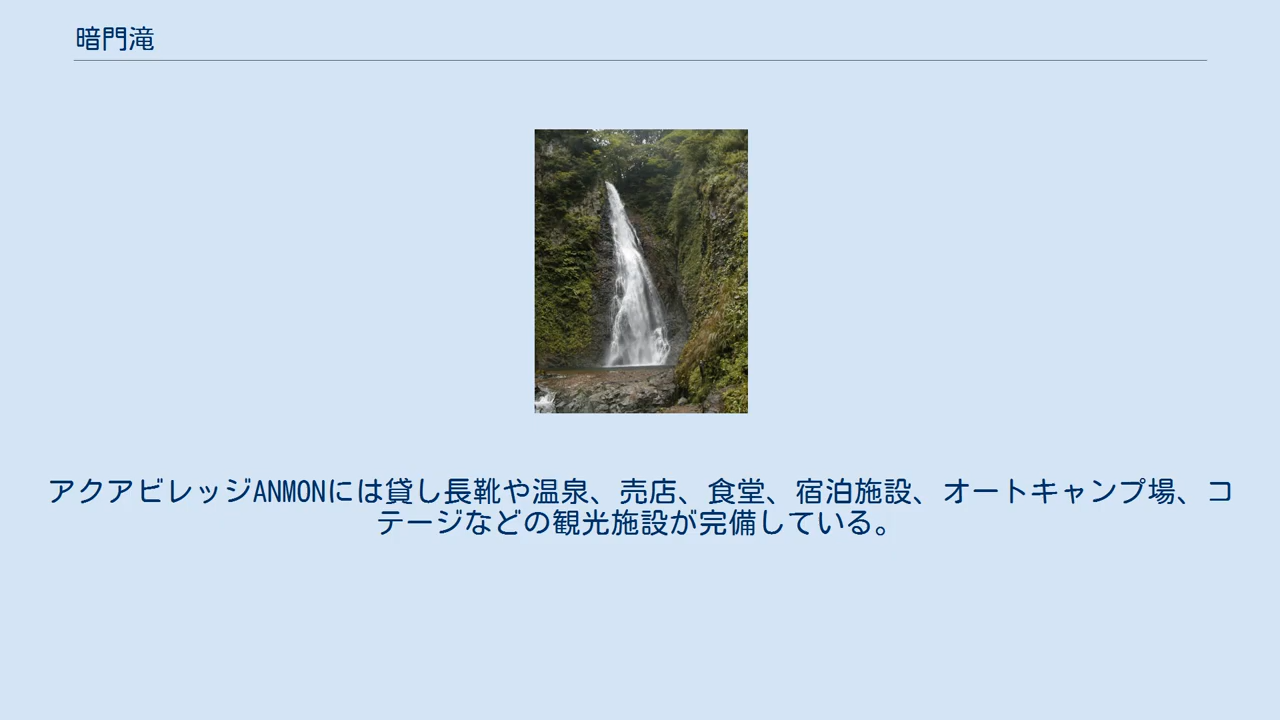 暗門滝
アクアビレッジANMONには貸し長靴や温泉、売店、食堂、宿泊施設、オートキャンプ場、コ
テージなどの観光施設が完備している。